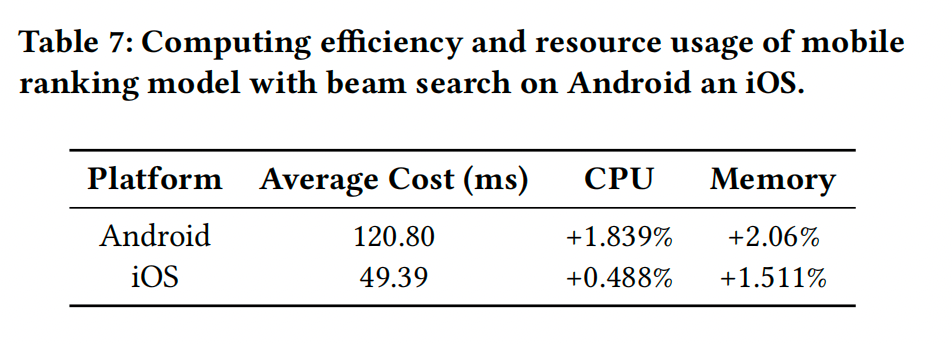 Table 7: Computing efficiency and resource usage of mobile
ranking model with beam search on Android an iOS.
Platform Average Cost (ms) CPU Memory
Android 120.80 +1.839% +2.06%
iOS 49.39 +0.488% +1.511%